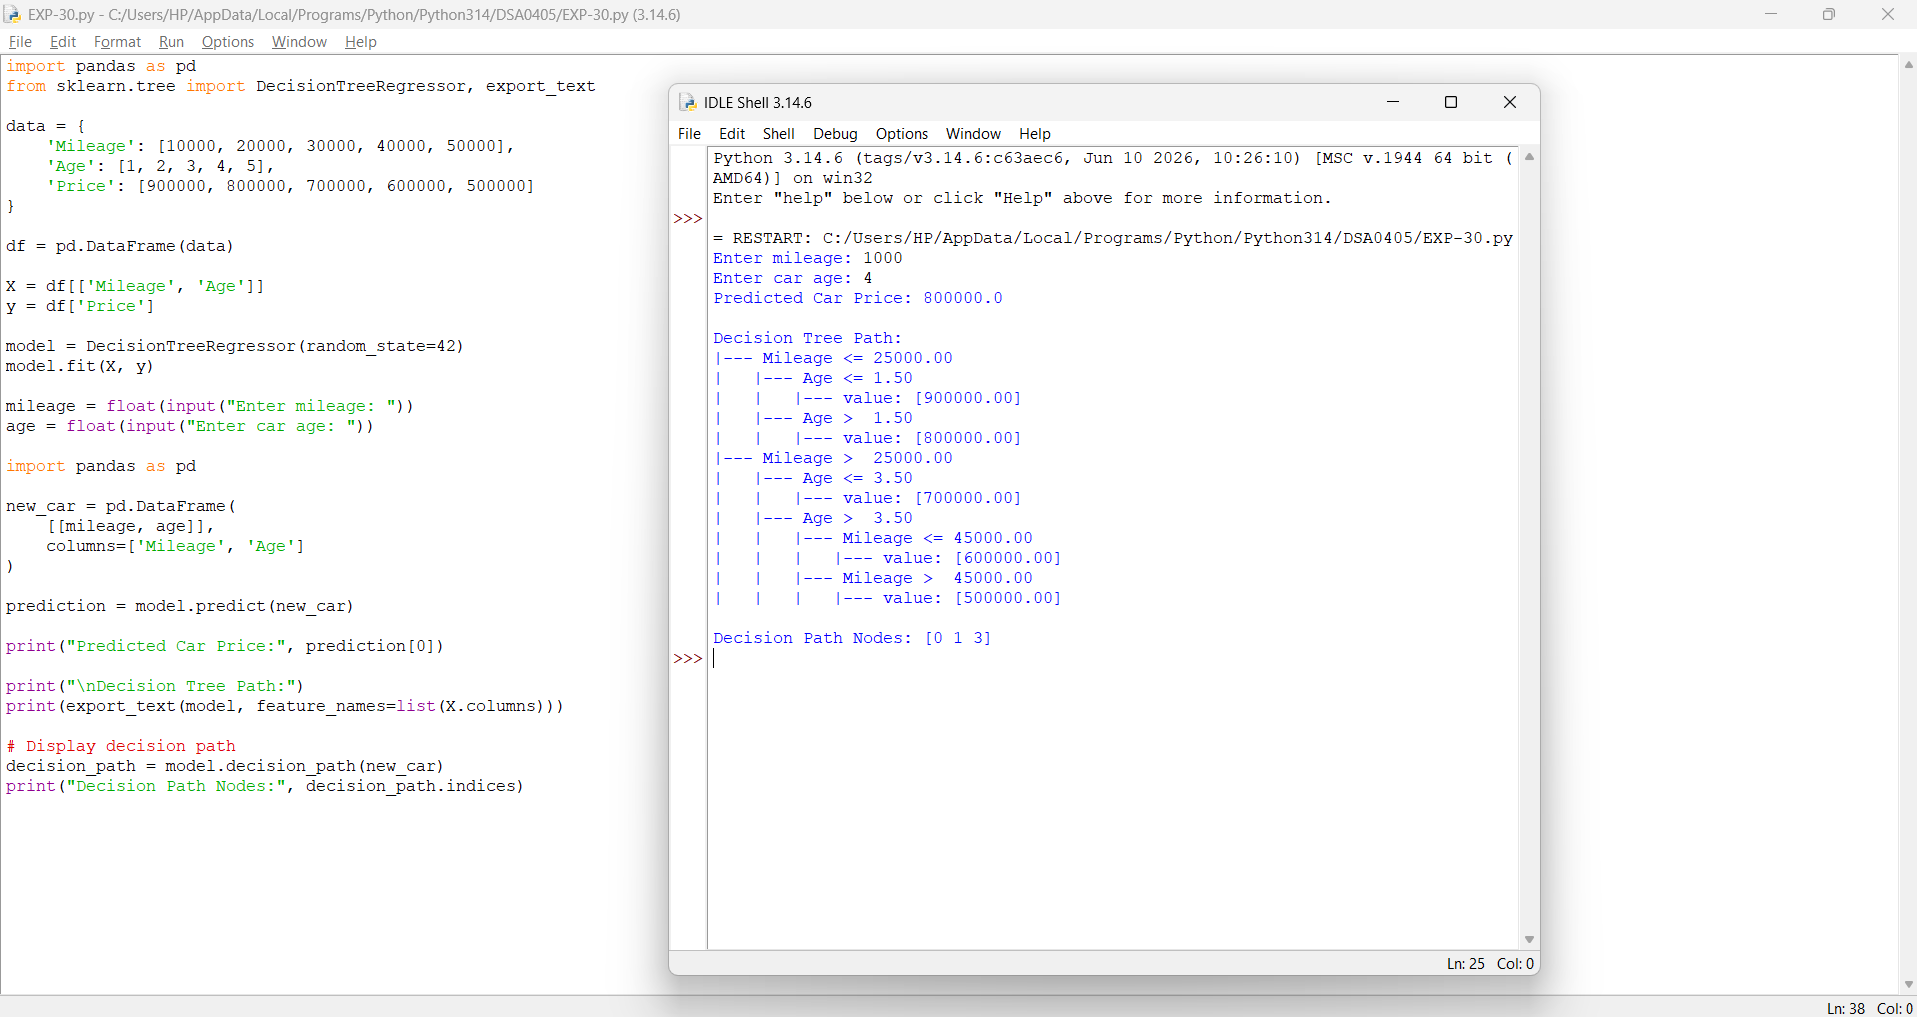 EXP-30.py - C:/Users/HP/AppData/Local/Programs/Python/Python314/DSA0405/EXP-30.py (3.14.6)
File Edit Format Run Options Window Help
import pandas as pd
from sklearn.tree import DecisionTreeRegressor, export_text
data = {
    'Mileage': [10000, 20000, 30000, 40000, 50000],
    'Age': [1, 2, 3, 4, 5],
    'Price': [900000, 800000, 700000, 600000, 500000]
}
df = pd.DataFrame(data)
X = df[['Mileage', 'Age']]
y = df['Price']
model = DecisionTreeRegressor(random_state=42)
model.fit(X, y)
mileage = float(input("Enter mileage: "))
age = float(input("Enter car age: "))
import pandas as pd
new_car = pd.DataFrame(
    [[mileage, age]],
    columns=['Mileage', 'Age']
)
prediction = model.predict(new_car)
print("Predicted Car Price:", prediction[0])
print("\nDecision Tree Path:")
print(export_text(model, feature_names=list(X.columns)))
# Display decision path
decision_path = model.decision_path(new_car)
print("Decision Path Nodes:", decision_path.indices)
IDLE Shell 3.14.6
File Edit Shell Debug Options Window Help
Python 3.14.6 (tags/v3.14.6:c63aec6, Jun 10 2026, 10:26:10) [MSC v.1944 64 bit (
AMD64)] on win32
Enter "help" below or click "Help" above for more information.
>>>
= RESTART: C:/Users/HP/AppData/Local/Programs/Python/Python314/DSA0405/EXP-30.py
Enter mileage: 1000
Enter car age: 4
Predicted Car Price: 800000.0
Decision Tree Path:
|--- Mileage <= 25000.00
|   |--- Age <= 1.50
|   |   |--- value: [900000.00]
|   |--- Age >  1.50
|   |   |--- value: [800000.00]
|--- Mileage >  25000.00
|   |--- Age <= 3.50
|   |   |--- value: [700000.00]
|   |--- Age >  3.50
|   |   |--- Mileage <= 45000.00
|   |   |   |--- value: [600000.00]
|   |   |--- Mileage >  45000.00
|   |   |   |--- value: [500000.00]
Decision Path Nodes: [0 1 3]
>>>
Ln: 25 Col: 0
Ln: 38 Col: 0